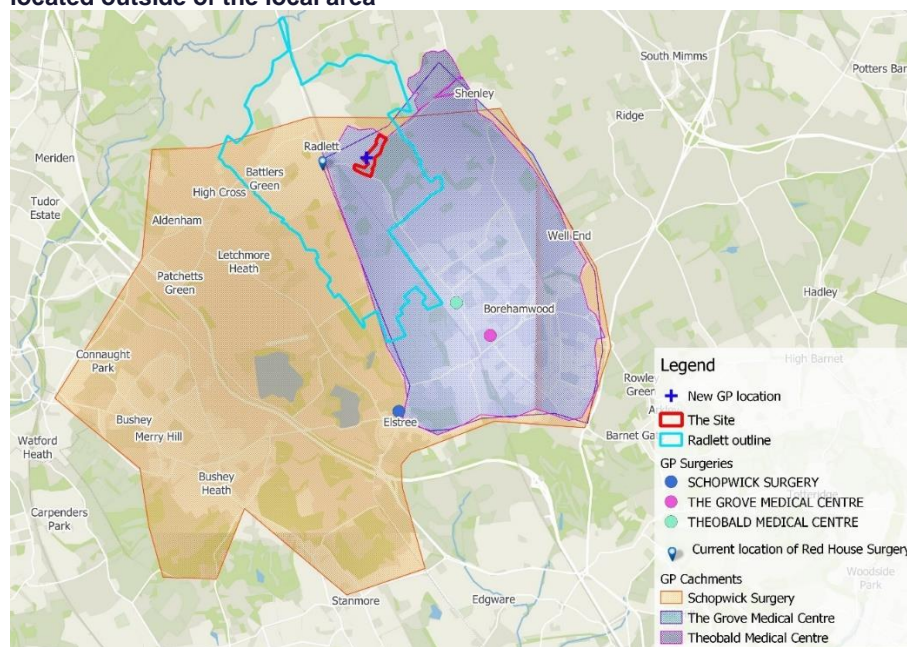 located outside of the local area
South Mimms
Potters Bar
Shenley
Ridge
Radlett
Meriden
Battlers
Green
High Cross
Tudor
Estate
Aldenham
Well End
Letchmore
Heath
Patchetts
Green
Hadley
Borehamwood
Connaught
Park
High Barnet
Rowley
Green
Elstree
Barnet Ga
Bushey
Merry Hill
Watford
Heath
Bushey
Heath
Totteridge
Carpenders
Park
Woodside
Park
Stanmore
Edgware
Legend
New GP location
The Site
Radlett outline
GP Surgeries
SCHOPWICK SURGERY
THE GROVE MEDICAL CENTRE
THEOBALD MEDICAL CENTRE
Current location of Red House Surgery
GP Cachments
Schopwick Surgery
The Grove Medical Centre
Theobald Medical Centre